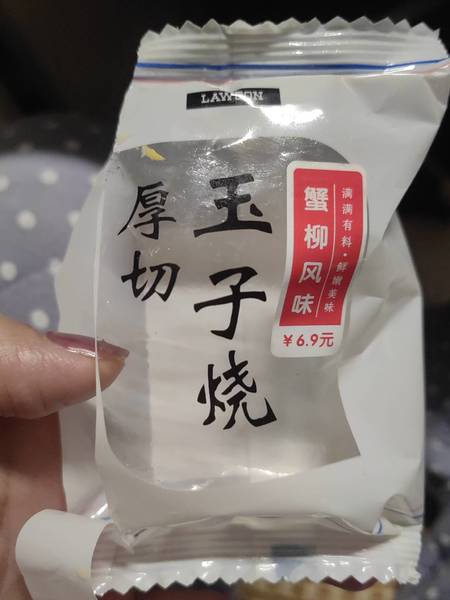 LAWSON
厚切
玉子烧
蟹柳风味
满满有料·鲜嫩美味
￥6.9元